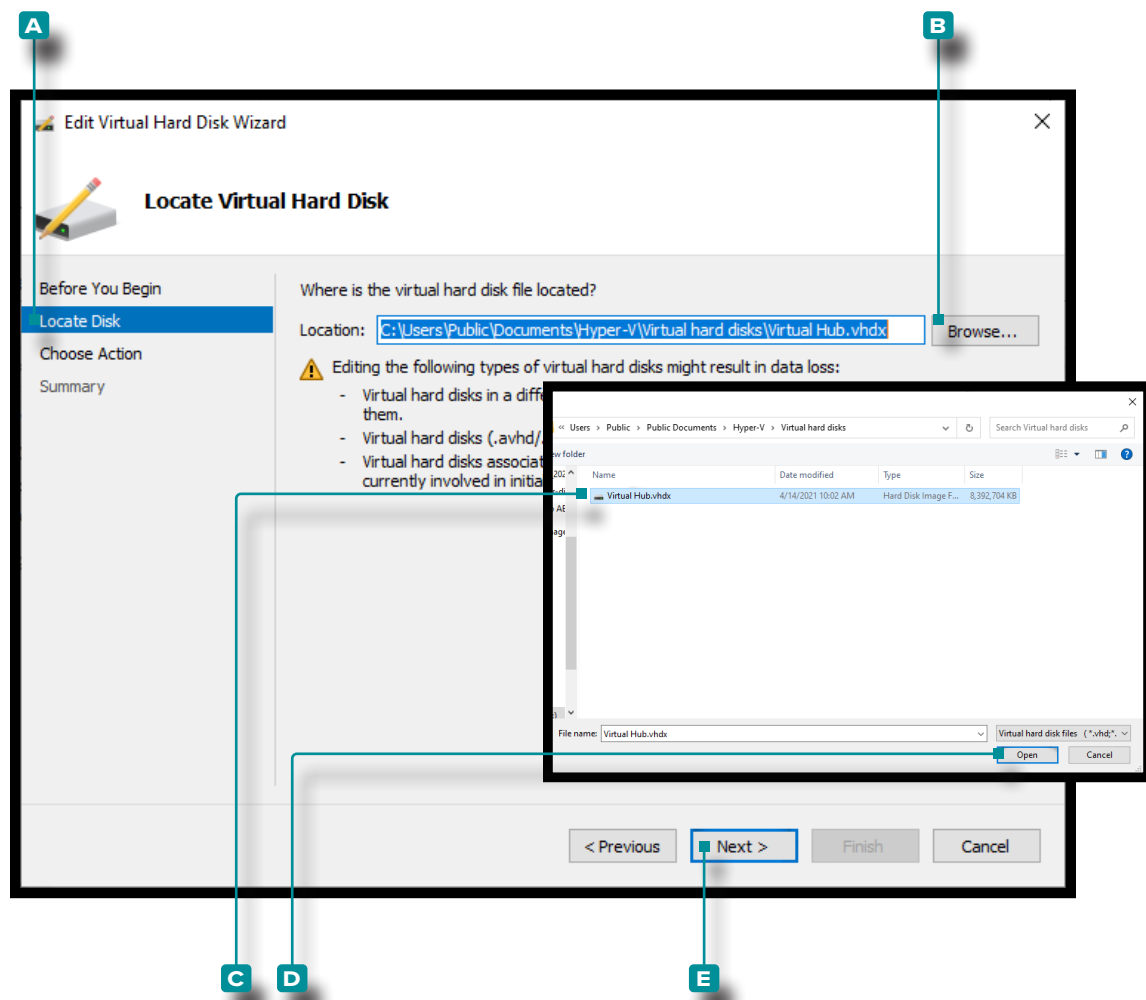 A
B
Edit Virtual Hard Disk Wizard
Locate Virtual Hard Disk
Before You Begin
Locate Disk
Choose Action
Summary
Where is the virtual hard disk file located?
Location: C:\Users\Public\Documents\Hyper-V\Virtual hard disks\Virtual Hub.vhdx Browse...
Editing the following types of virtual hard disks might result in data loss:
- Virtual hard disks in a diffe
them.
- Virtual hard disks (.avhd/.
- Virtual hard disks associat
currently involved in initia
« Users > Public > Public Documents > Hyper-V > Virtual hard disks Search Virtual hard disks
ew folder
202 Name Date modified Type Size
Virtual Hub.vhdx 4/14/2021 10:02 AM Hard Disk Image F... 8,392,704 KB
AE
age
File name: Virtual Hub.vhdx Virtual hard disk files (*.vhd;*.
Open Cancel
< Previous Next > Finish Cancel
C D E